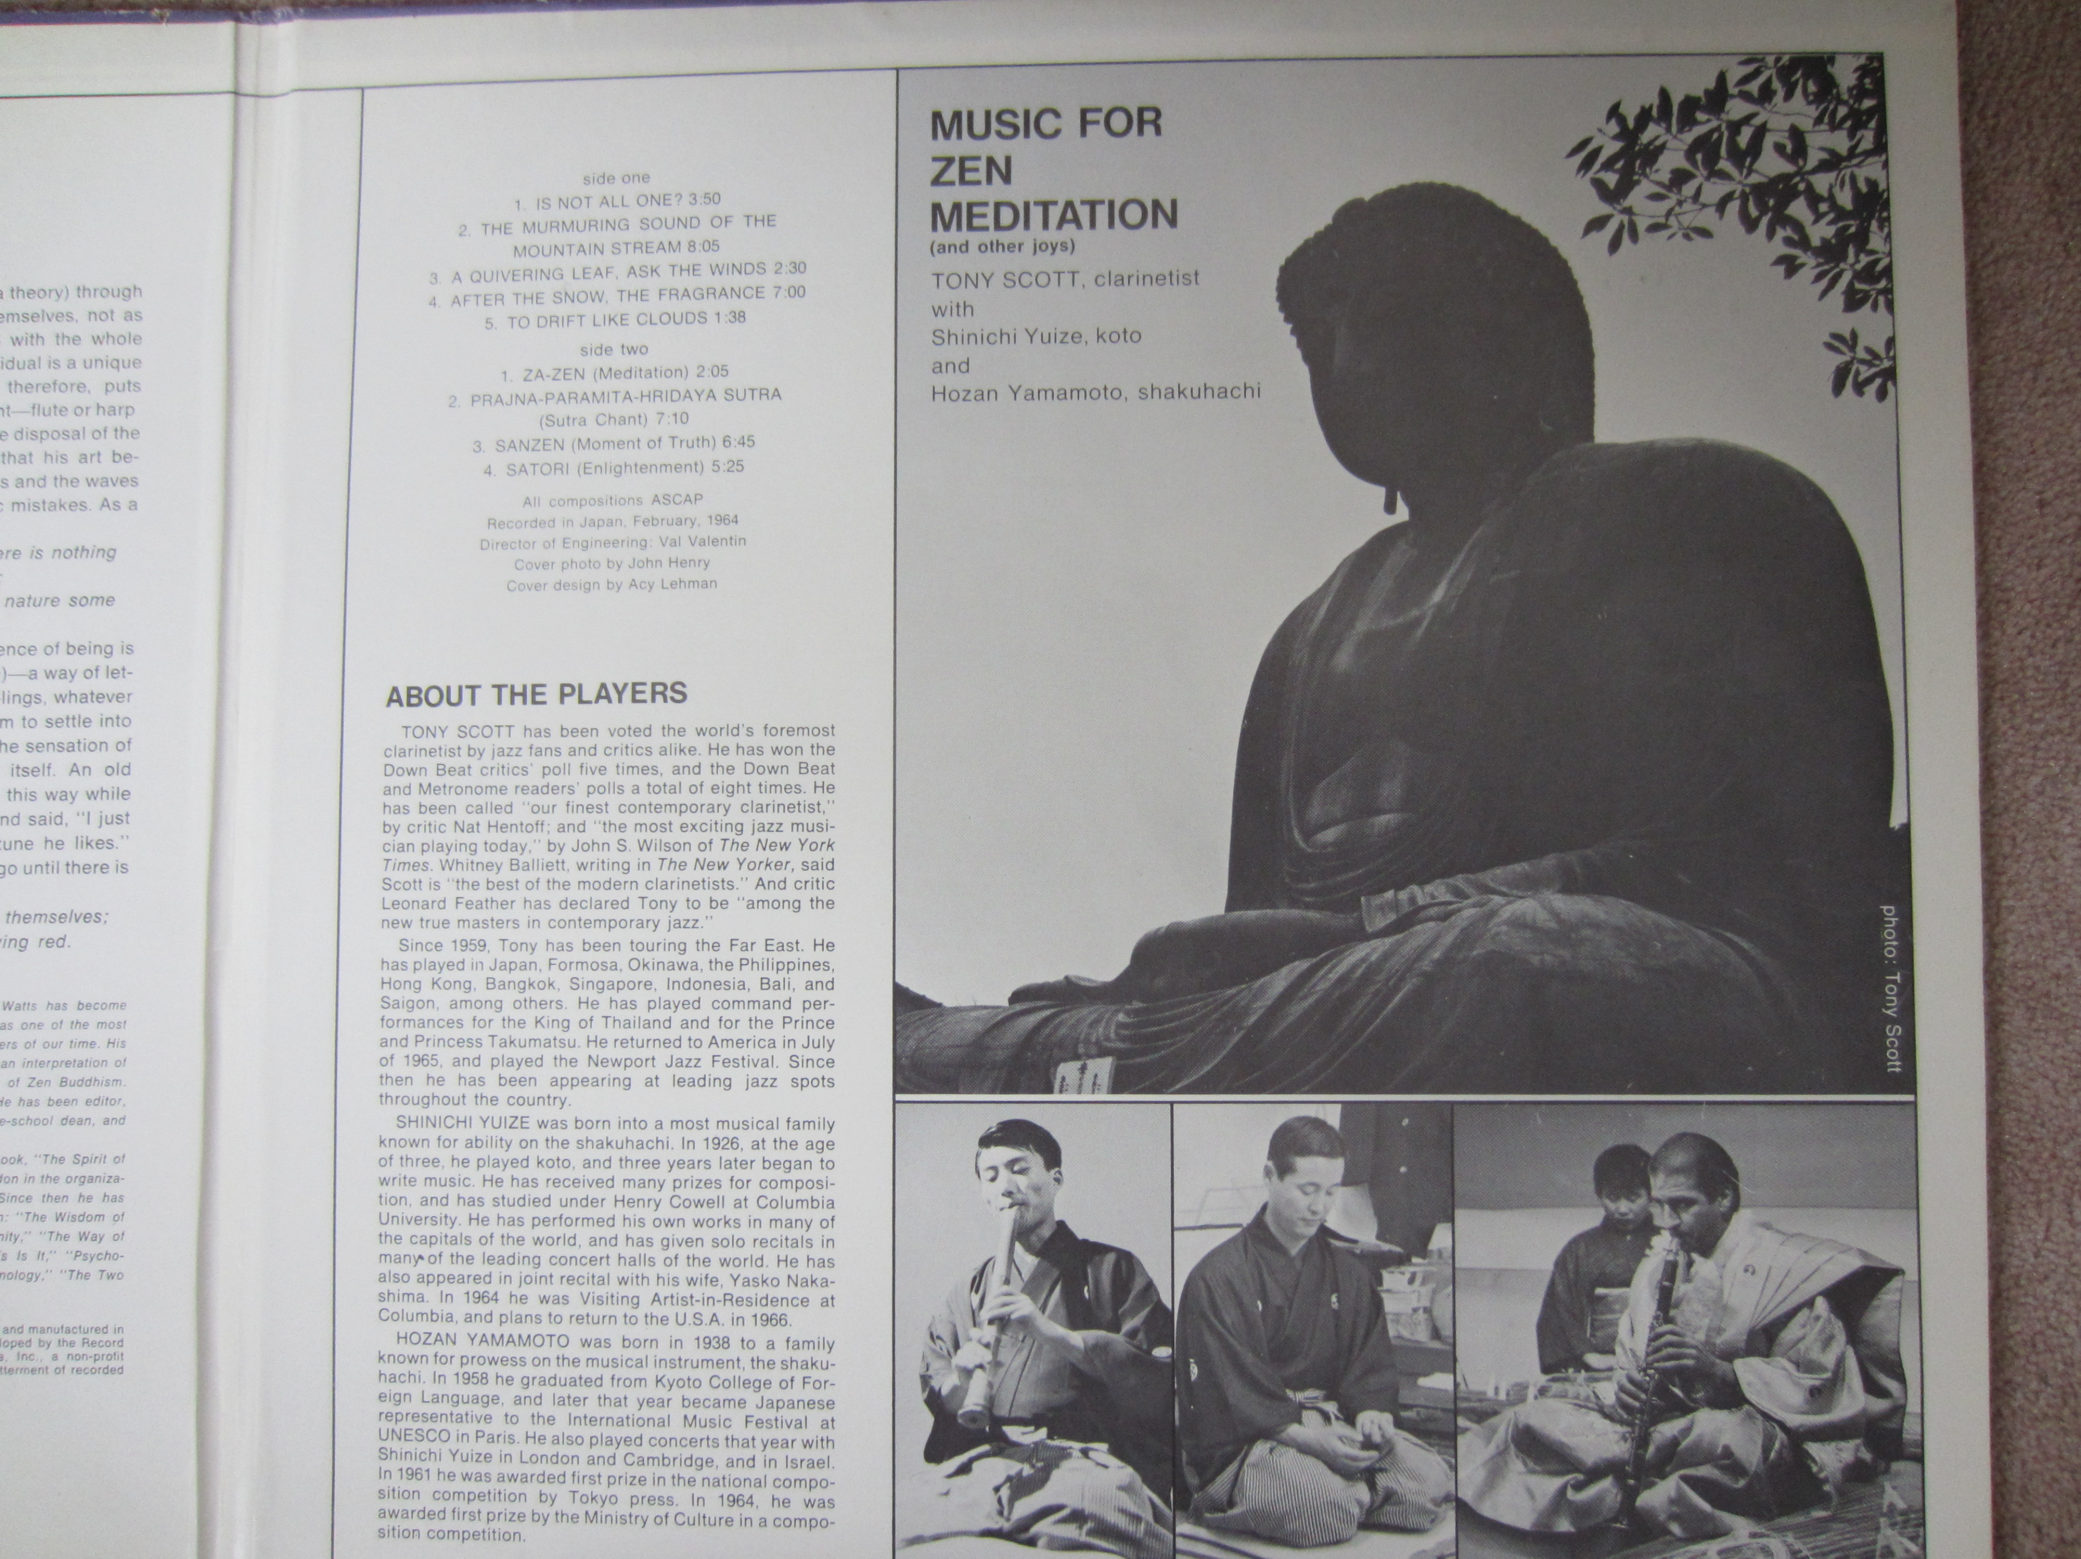 a theory) through
emselves, not as
with the whole
idual is a unique
therefore, puts
nt—flute or harp
e disposal of the
that his art be-
s and the waves
c mistakes. As a
ere is nothing
nature some
ence of being is
)—a way of let-
lings, whatever
m to settle into
he sensation of
itself. An old
this way while
nd said, "I just
tune he likes."
go until there is
themselves;
ing red.
Watts has become
as one of the most
ers of our time. His
an interpretation of
of Zen Buddhism.
He has been editor,
e-school dean, and
ook, "The Spirit of
don in the organiza-
Since then he has
n: "The Wisdom of
nity," "The Way of
s Is It," "Psycho-
nology," "The Two
and manufactured in
loped by the Record
a, Inc., a non-profit
tterment of recorded
side one
1. IS NOT ALL ONE? 3:50
2. THE MURMURING SOUND OF THE
MOUNTAIN STREAM 8:05
3. A QUIVERING LEAF, ASK THE WINDS 2:30
4. AFTER THE SNOW, THE FRAGRANCE 7:00
5. TO DRIFT LIKE CLOUDS 1:38
side two
1. ZA-ZEN (Meditation) 2:05
2. PRAJNA-PARAMITA-HRIDAYA SUTRA
(Sutra Chant) 7:10
3. SANZEN (Moment of Truth) 6:45
4. SATORI (Enlightenment) 5:25
All compositions ASCAP
Recorded in Japan, February, 1964
Director of Engineering: Val Valentin
Cover photo by John Henry
Cover design by Acy Lehman
ABOUT THE PLAYERS
TONY SCOTT has been voted the world's foremost
clarinetist by jazz fans and critics alike. He has won the
Down Beat critics' poll five times, and the Down Beat
and Metronome readers' polls a total of eight times. He
has been called "our finest contemporary clarinetist,"
by critic Nat Hentoff; and "the most exciting jazz musi-
cian playing today," by John S. Wilson of The New York
Times. Whitney Balliett, writing in The New Yorker, said
Scott is "the best of the modern clarinetists." And critic
Leonard Feather has declared Tony to be "among the
new true masters in contemporary jazz."
Since 1959, Tony has been touring the Far East. He
has played in Japan, Formosa, Okinawa, the Philippines,
Hong Kong, Bangkok, Singapore, Indonesia, Bali, and
Saigon, among others. He has played command per-
formances for the King of Thailand and for the Prince
and Princess Takumatsu. He returned to America in July
of 1965, and played the Newport Jazz Festival. Since
then he has been appearing at leading jazz spots
throughout the country.
SHINICHI YUIZE was born into a most musical family
known for ability on the shakuhachi. In 1926, at the age
of three, he played koto, and three years later began to
write music. He has received many prizes for composi-
tion, and has studied under Henry Cowell at Columbia
University. He has performed his own works in many of
the capitals of the world, and has given solo recitals in
many of the leading concert halls of the world. He has
also appeared in joint recital with his wife, Yasko Naka-
shima. In 1964 he was Visiting Artist-in-Residence at
Columbia, and plans to return to the U.S.A. in 1966.
HOZAN YAMAMOTO was born in 1938 to a family
known for prowess on the musical instrument, the shaku-
hachi. In 1958 he graduated from Kyoto College of For-
eign Language, and later that year became Japanese
representative to the International Music Festival at
UNESCO in Paris. He also played concerts that year with
Shinichi Yuize in London and Cambridge, and in Israel.
In 1961 he was awarded first prize in the national compo-
sition competition by Tokyo press. In 1964, he was
awarded first prize by the Ministry of Culture in a compo-
sition competition.
MUSIC FOR
ZEN
MEDITATION
(and other joys)
TONY SCOTT, clarinetist
with
Shinichi Yuize, koto
and
Hozan Yamamoto, shakuhachi
photo: Tony Scott